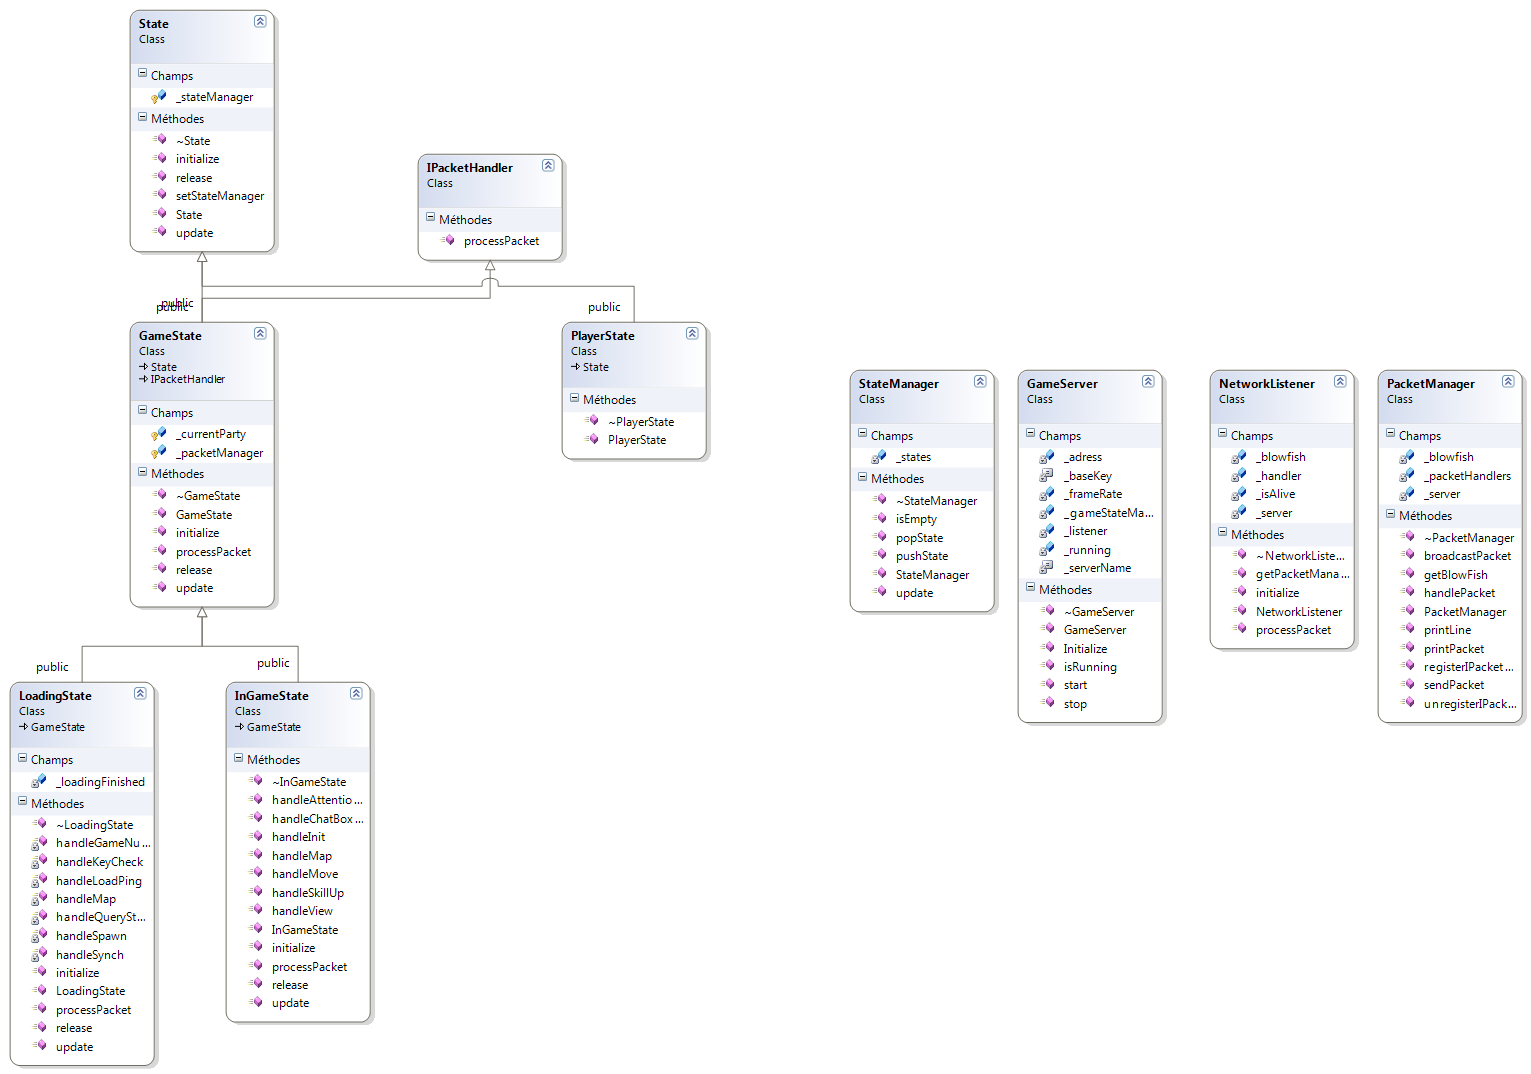 State
Class
Champs
_stateManager
Méthodes
~State
initialize
release
setStateManager
State
update
IPacketHandler
Class
Méthodes
processPacket
public
public
public
GameState
Class
State
IPacketHandler
Champs
_currentParty
_packetManager
Méthodes
~GameState
GameState
initialize
processPacket
release
update
PlayerState
Class
State
Méthodes
~PlayerState
PlayerState
StateManager
Class
Champs
_states
Méthodes
~StateManager
isEmpty
popState
pushState
StateManager
update
GameServer
Class
Champs
_adress
_baseKey
_frameRate
_gameStateMa...
_listener
_running
_serverName
Méthodes
~GameServer
GameServer
Initialize
isRunning
start
stop
NetworkListener
Class
Champs
_blowfish
_handler
_isAlive
_server
Méthodes
~NetworkListe...
getPacketMana...
initialize
NetworkListener
processPacket
PacketManager
Class
Champs
_blowfish
_packetHandlers
_server
Méthodes
~PacketManager
broadcastPacket
getBlowFish
handlePacket
PacketManager
printLine
printPacket
registerIPacket...
sendPacket
unregisterIPack...
public
public
LoadingState
Class
GameState
Champs
_loadingFinished
Méthodes
~LoadingState
handleGameNu...
handleKeyCheck
handleLoadPing
handleMap
handleQuerySt...
handleSpawn
handleSynch
initialize
LoadingState
processPacket
release
update
InGameState
Class
GameState
Méthodes
~InGameState
handleAttentio...
handleChatBox...
handleInit
handleMap
handleMove
handleSkillUp
handleView
InGameState
initialize
processPacket
release
update